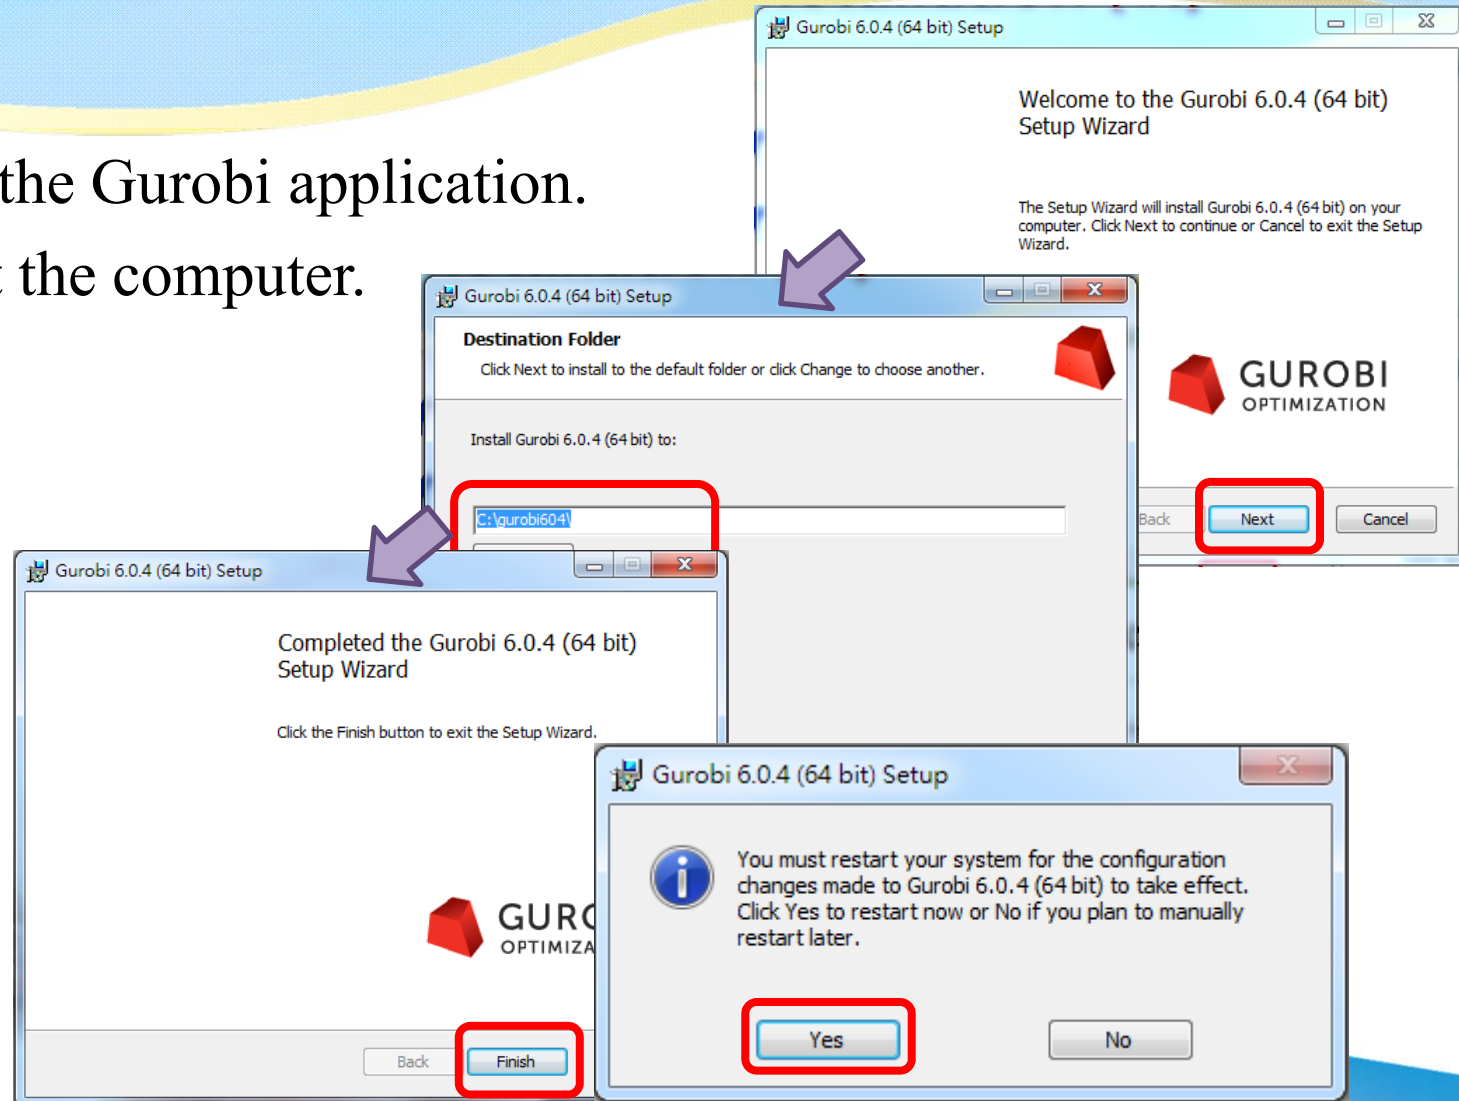 the Gurobi application.
the computer.
Gurobi 6.0.4 (64 bit) Setup
Welcome to the Gurobi 6.0.4 (64 bit)
Setup Wizard
The Setup Wizard will install Gurobi 6.0.4 (64 bit) on your
computer. Click Next to continue or Cancel to exit the Setup
Wizard.
GUROBI
OPTIMIZATION
Back Next Cancel
Gurobi 6.0.4 (64 bit) Setup
Destination Folder
Click Next to install to the default folder or click Change to choose another.
Install Gurobi 6.0.4 (64 bit) to:
C:\gurobi604\
Gurobi 6.0.4 (64 bit) Setup
Completed the Gurobi 6.0.4 (64 bit)
Setup Wizard
Click the Finish button to exit the Setup Wizard.
GURO
OPTIMIZA
Back Finish
Gurobi 6.0.4 (64 bit) Setup
You must restart your system for the configuration
changes made to Gurobi 6.0.4 (64 bit) to take effect.
Click Yes to restart now or No if you plan to manually
restart later.
Yes No